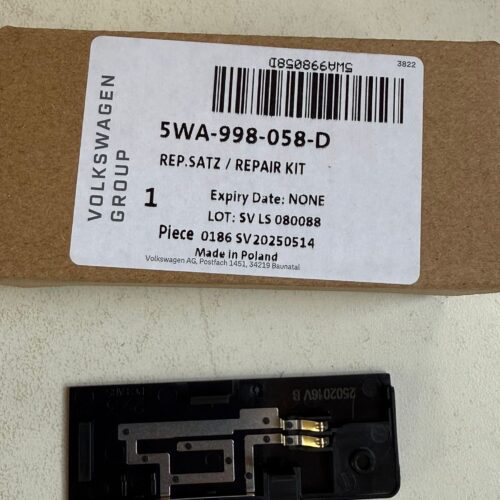 3822
5WA998058D
5WA-998-058-D
REP.SATZ / REPAIR KIT
VOLKSWAGEN
GROUP
1
Expiry Date: NONE
LOT: SV LS 080088
Piece 0186 SV20250514
Made in Poland
Volkswagen AG, Postfach 1451, 34219 Baunatal
2502016V B